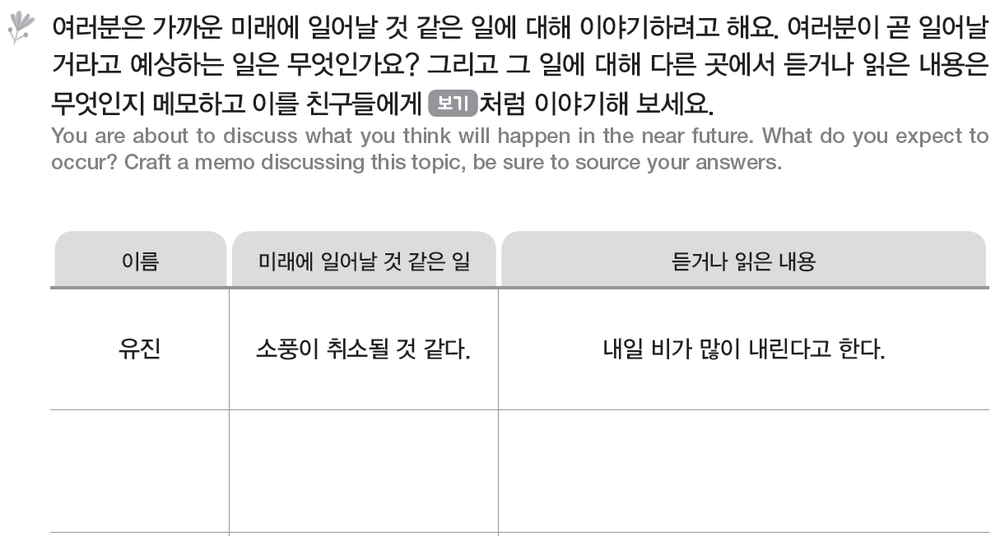 여러분은 가까운 미래에 일어날 것 같은 일에 대해 이야기하려고 해요. 여러분이 곧 일어날
거라고 예상하는 일은 무엇인가요? 그리고 그 일에 대해 다른 곳에서 듣거나 읽은 내용은
무엇인지 메모하고 이를 친구들에게 보기처럼 이야기해 보세요.
You are about to discuss what you think will happen in the near future. What do you expect to
occur? Craft a memo discussing this topic, be sure to source your answers.
이름 미래에 일어날 것 같은 일 듣거나 읽은 내용
유진 소풍이 취소될 것 같다. 내일 비가 많이 내린다고 한다.